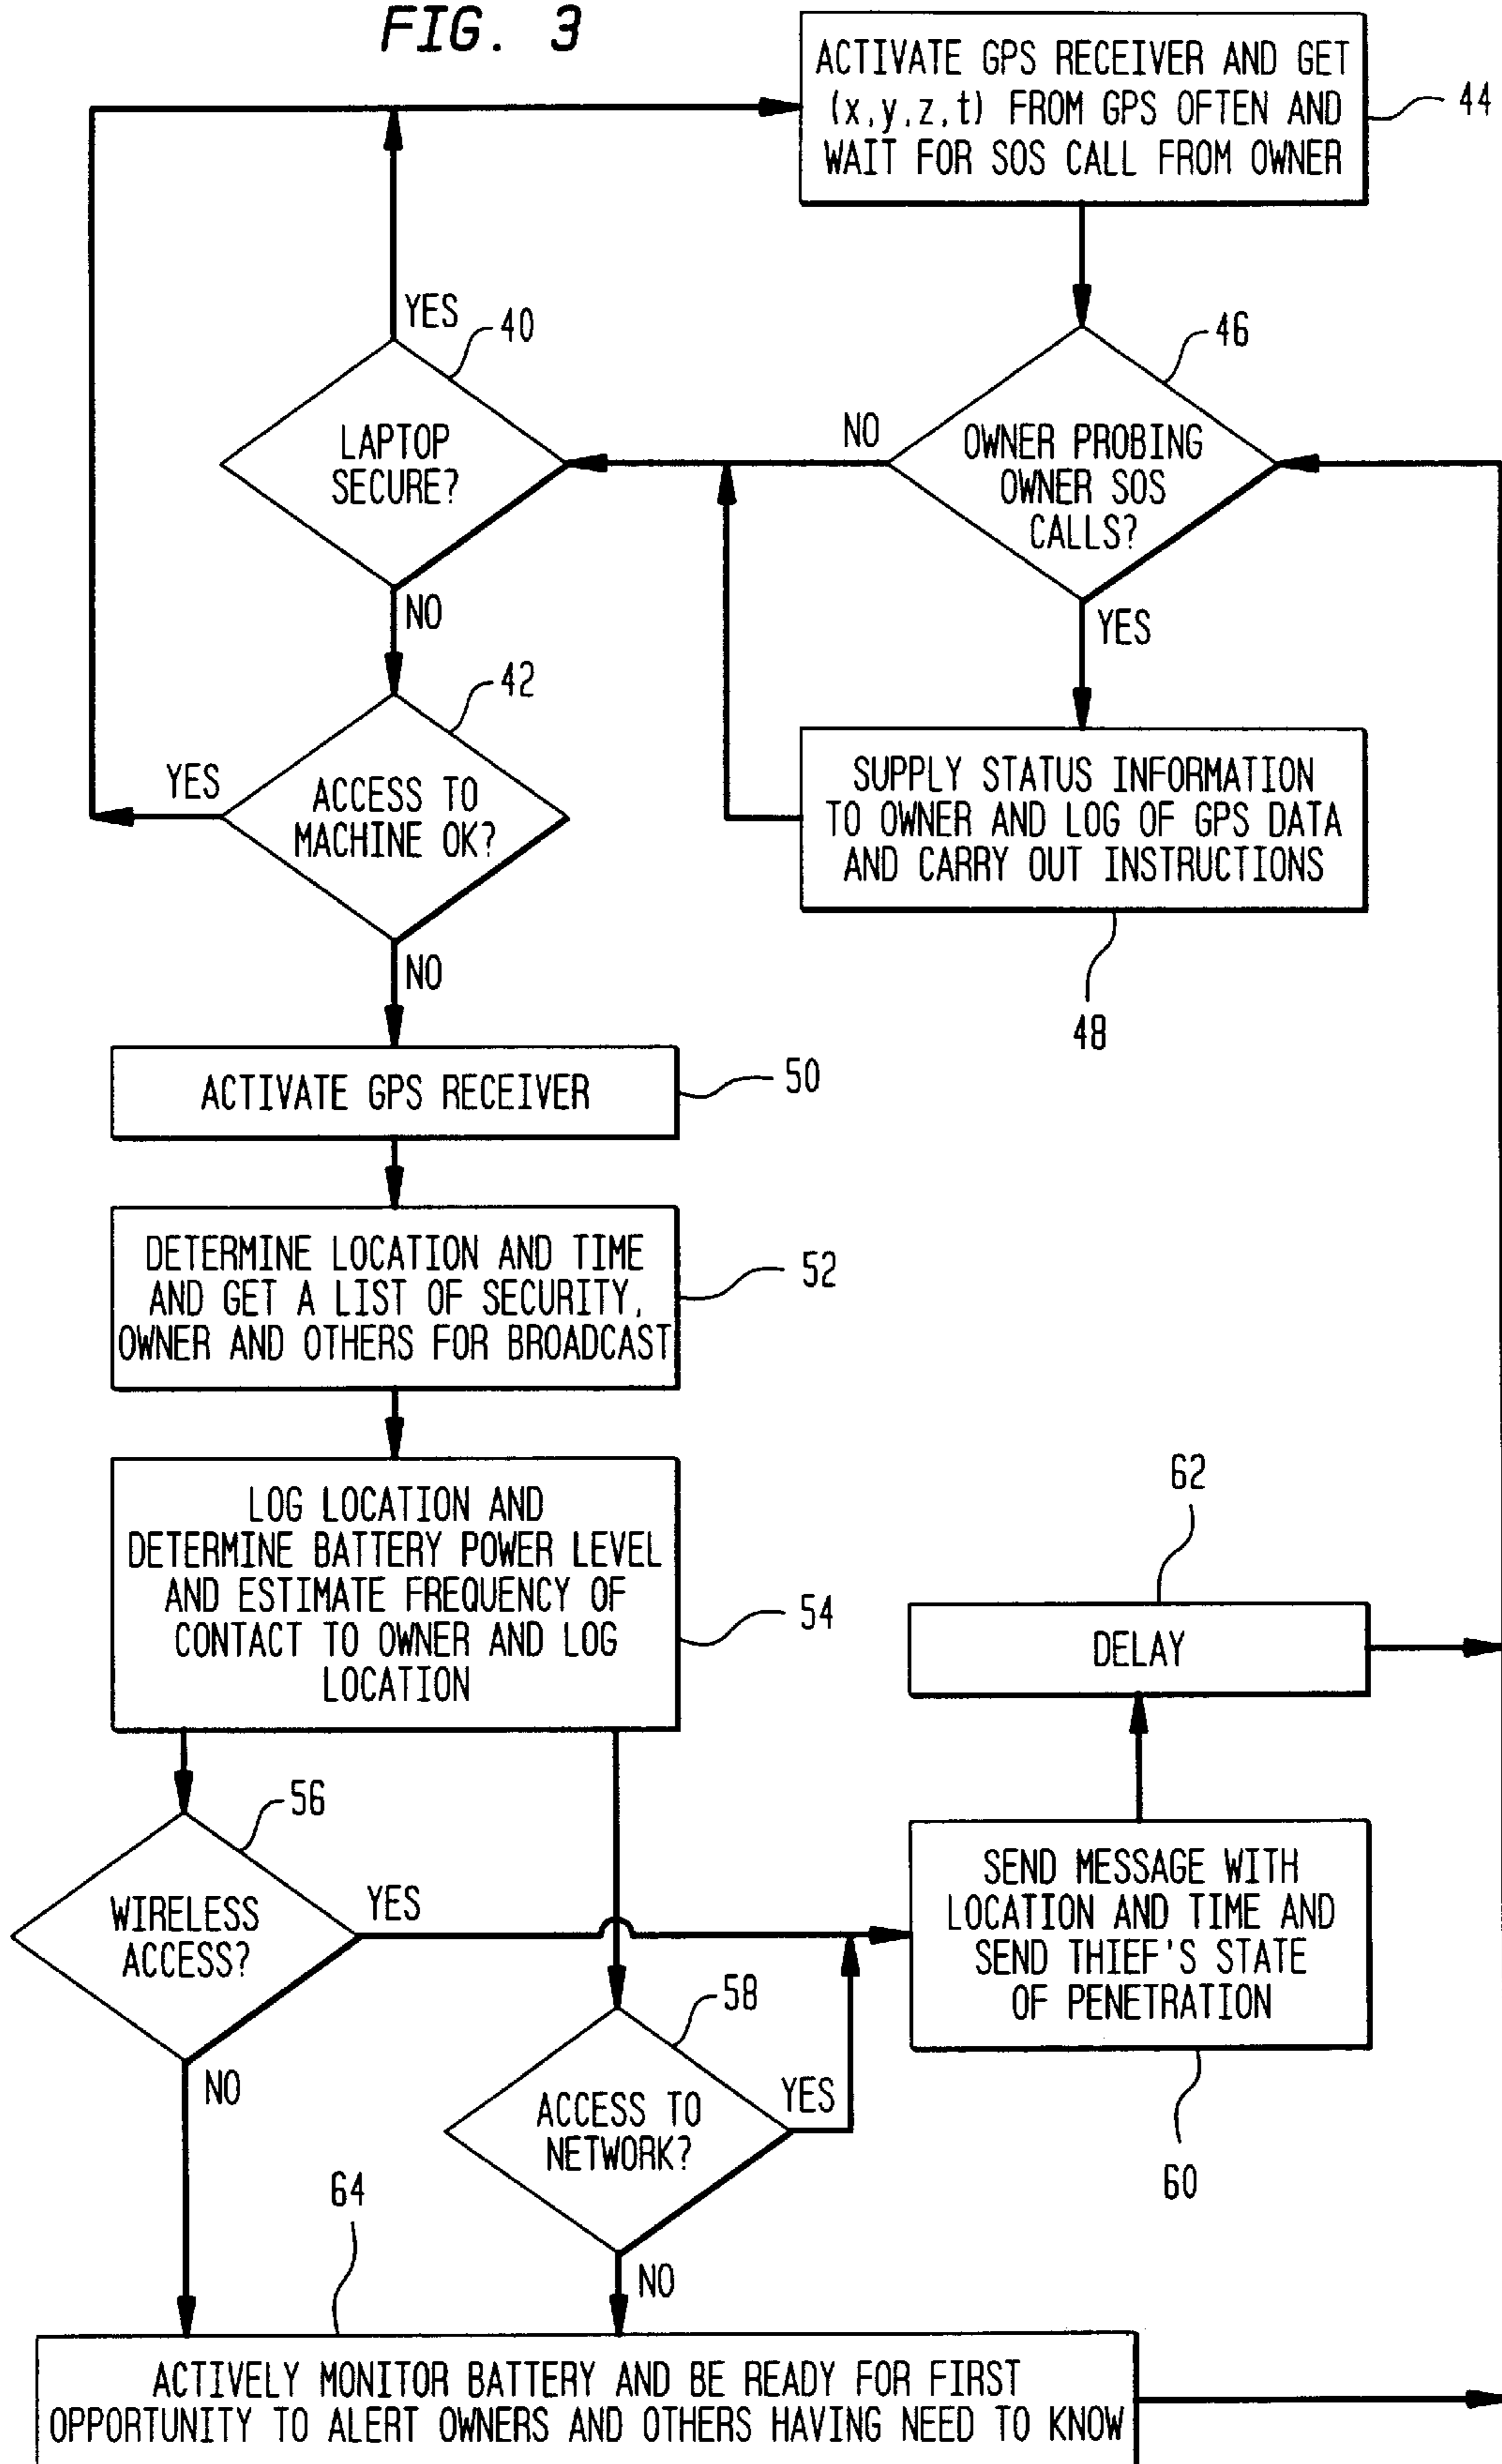 FIG. 3
ACTIVATE GPS RECEIVER AND GET
(x,y,z,t) FROM GPS OFTEN AND
WAIT FOR SOS CALL FROM OWNER
44
YES
40
LAPTOP
SECURE?
NO
46
OWNER PROBING
OWNER SOS
CALLS?
NO
YES
42
ACCESS TO
MACHINE OK?
YES
NO
SUPPLY STATUS INFORMATION
TO OWNER AND LOG OF GPS DATA
AND CARRY OUT INSTRUCTIONS
48
ACTIVATE GPS RECEIVER
50
DETERMINE LOCATION AND TIME
AND GET A LIST OF SECURITY,
OWNER AND OTHERS FOR BROADCAST
52
LOG LOCATION AND
DETERMINE BATTERY POWER LEVEL
AND ESTIMATE FREQUENCY OF
CONTACT TO OWNER AND LOG
LOCATION
54
62
DELAY
56
WIRELESS
ACCESS?
YES
NO
SEND MESSAGE WITH
LOCATION AND TIME AND
SEND THIEF'S STATE
OF PENETRATION
60
58
ACCESS TO
NETWORK?
YES
NO
64
ACTIVELY MONITOR BATTERY AND BE READY FOR FIRST
OPPORTUNITY TO ALERT OWNERS AND OTHERS HAVING NEED TO KNOW